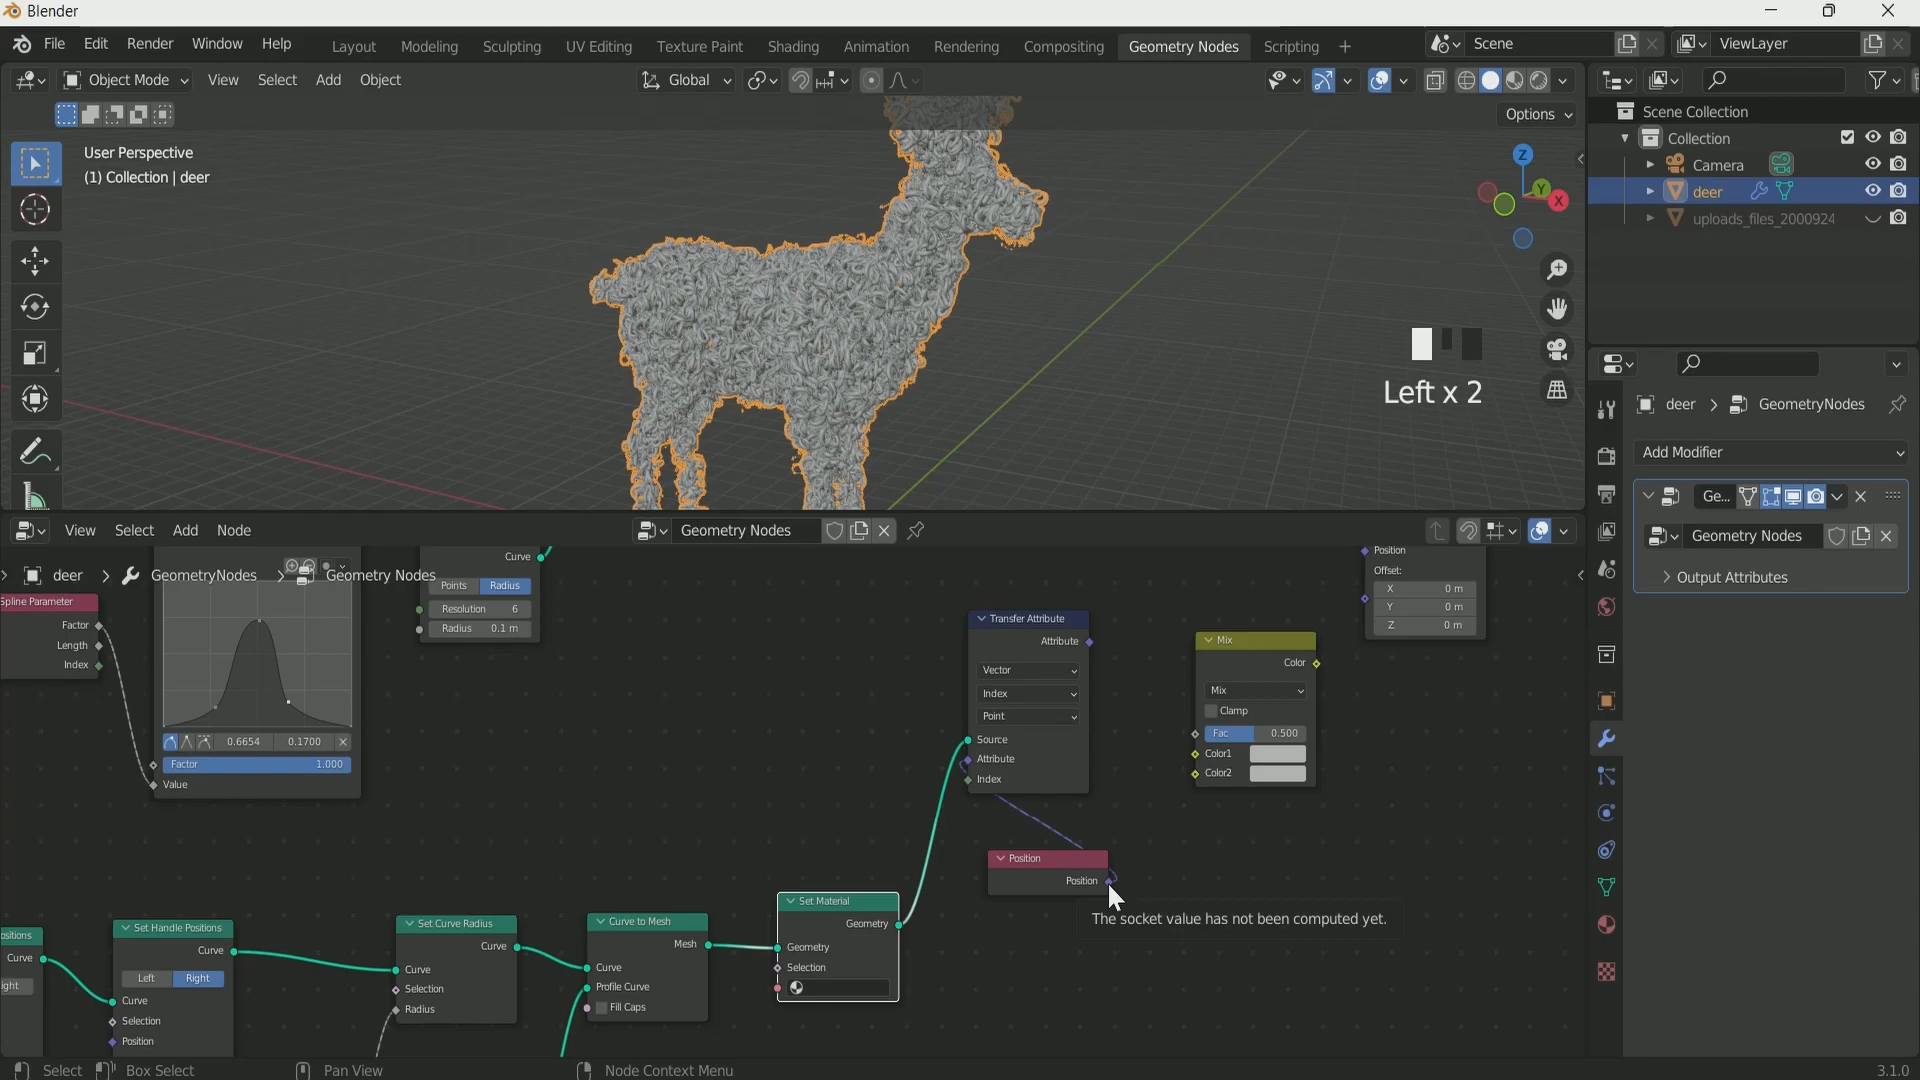 Blender
File Edit Render Window Help
Layout Modeling Sculpting UV Editing Texture Paint Shading Animation Rendering Compositing Geometry Nodes Scripting +
Scene
ViewLayer
Object Mode View Select Add Object
Global
Options
User Perspective
(1) Collection | deer
Z
Y
X
Left x 2
Scene Collection
Collection
Camera
deer
uploads_files_2000924
deer > GeometryNodes
Add Modifier
Ge...
Geometry Nodes
> Output Attributes
View Select Add Node
Geometry Nodes
deer > GeometryNodes > Geometry Nodes
Spline Parameter
Factor
Length
Index
0.6654 0.1700
Factor 1.000
Value
Curve
Points Radius
Resolution 6
Radius 0.1 m
Transfer Attribute
Attribute
Vector
Index
Point
Source
Attribute
Index
Mix
Color
Mix
Clamp
Fac 0.500
Color1
Color2
Position
Offset:
X 0 m
Y 0 m
Z 0 m
Position
Position
The socket value has not been computed yet.
ositions
Curve
ight
Set Handle Positions
Curve
Left Right
Curve
Selection
Position
Set Curve Radius
Curve
Curve
Selection
Radius
Curve to Mesh
Mesh
Curve
Profile Curve
Fill Caps
Set Material
Geometry
Geometry
Selection
Select Box Select Pan View Node Context Menu
3.1.0